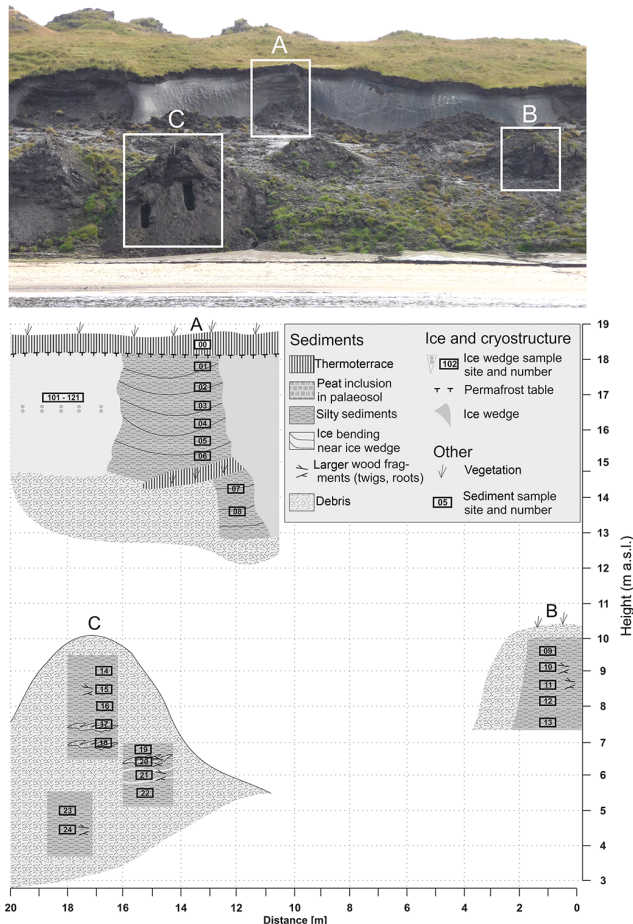 A
C
B
A
00
01
02
03
04
05
06
07
08
101 - 121
Sediments
Thermoterrace
Peat inclusion
in palaeosol
Silty sediments
Ice bending
near ice wedge
Larger wood frag-
ments (twigs, roots)
Debris
Ice and cryostructure
102
Ice wedge sample
site and number
Permafrost table
Ice wedge
Other
Vegetation
05
Sediment sample
site and number
19
18
17
16
15
14
13
12
11
10
9
8
7
6
5
4
3
Height (m a.s.l.)
B
09
10
11
12
13
C
14
15
16
17
18
19
20
21
22
23
24
20 18 16 14 12 10 8 6 4 2 0
Distance [m]